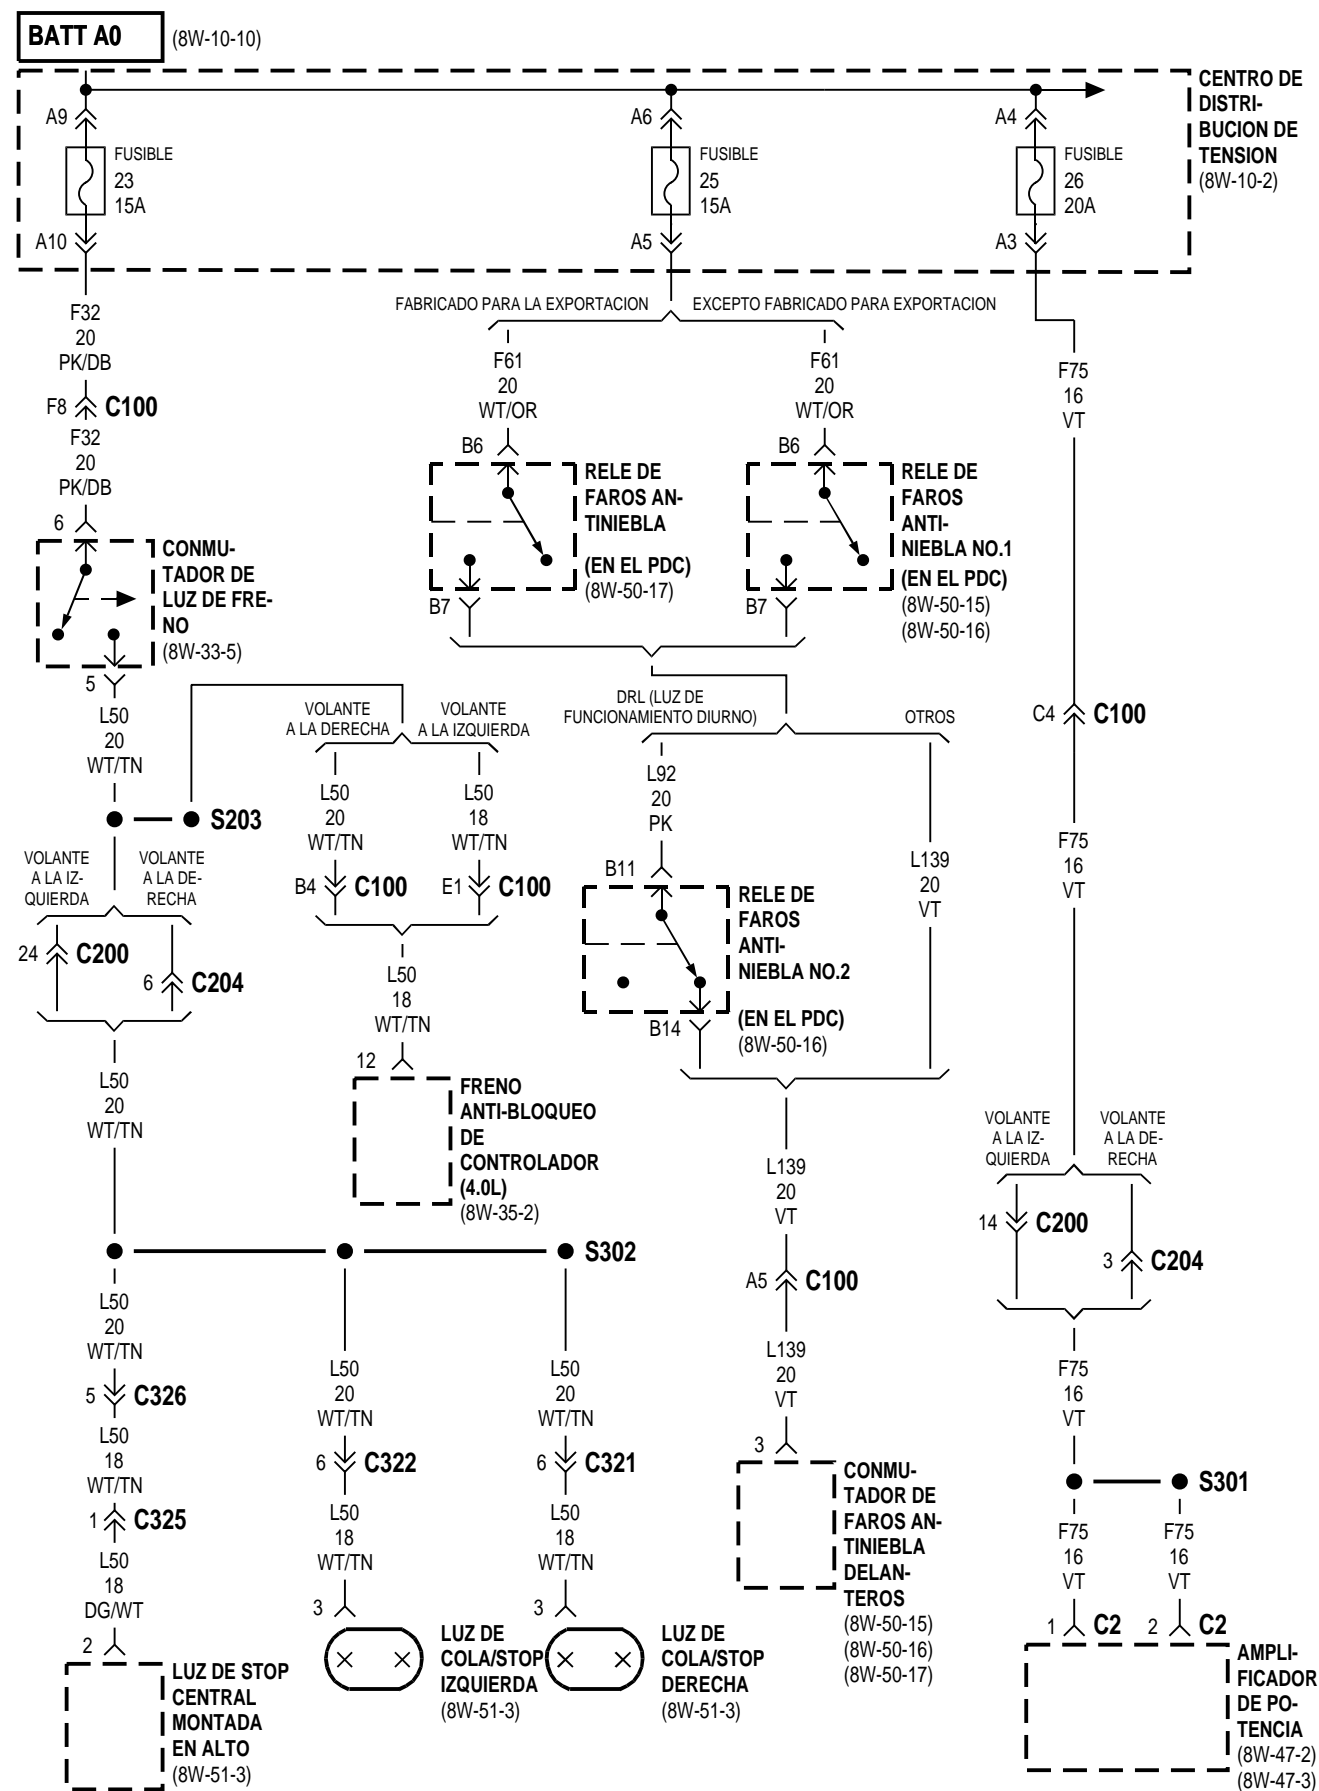 BATT A0
(8W-10-10)
CENTRO DE
DISTRI-
BUCION DE
TENSION
(8W-10-2)
A9
FUSIBLE
23
15A
A10
A6
FUSIBLE
25
15A
A5
A4
FUSIBLE
26
20A
A3
F32
20
PK/DB
F8
C100
F32
20
PK/DB
6
CONMU-
TADOR DE
LUZ DE FRE-
NO
(8W-33-5)
5
L50
20
WT/TN
S203
FABRICADO PARA LA EXPORTACION
EXCEPTO FABRICADO PARA EXPORTACION
F61
20
WT/OR
B6
RELE DE
FAROS AN-
TINIEBLA
(EN EL PDC)
(8W-50-17)
B7
F61
20
WT/OR
B6
RELE DE
FAROS
ANTI-
NIEBLA NO.1
(EN EL PDC)
(8W-50-15)
(8W-50-16)
B7
F75
16
VT
C4
C100
F75
16
VT
VOLANTE
A LA DERECHA
VOLANTE
A LA IZQUIERDA
L50
20
WT/TN
B4
C100
L50
18
WT/TN
E1
C100
L50
18
WT/TN
12
FRENO
ANTI-BLOQUEO
DE
CONTROLADOR
(4.0L)
(8W-35-2)
DRL (LUZ DE
FUNCIONAMIENTO DIURNO)
OTROS
L92
20
PK
B11
RELE DE
FAROS
ANTI-
NIEBLA NO.2
(EN EL PDC)
(8W-50-16)
B14
L139
20
VT
VOLANTE
A LA IZ-
QUIERDA
VOLANTE
A LA DE-
RECHA
24
C200
6
C204
L50
20
WT/TN
S302
L139
20
VT
A5
C100
L139
20
VT
3
CONMU-
TADOR DE
FAROS AN-
TINIEBLA
DELAN-
TEROS
(8W-50-15)
(8W-50-16)
(8W-50-17)
VOLANTE
A LA IZ-
QUIERDA
VOLANTE
A LA DE-
RECHA
14
C200
3
C204
F75
16
VT
S301
F75
16
VT
F75
16
VT
1
C2
2
C2
AMPLI-
FICADOR
DE PO-
TENCIA
(8W-47-2)
(8W-47-3)
L50
20
WT/TN
5
C326
L50
18
WT/TN
1
C325
L50
18
DG/WT
2
LUZ DE STOP
CENTRAL
MONTADA
EN ALTO
(8W-51-3)
L50
20
WT/TN
6
C322
L50
18
WT/TN
3
LUZ DE
COLA/STOP
IZQUIERDA
(8W-51-3)
L50
20
WT/TN
6
C321
L50
18
WT/TN
3
LUZ DE
COLA/STOP
DERECHA
(8W-51-3)